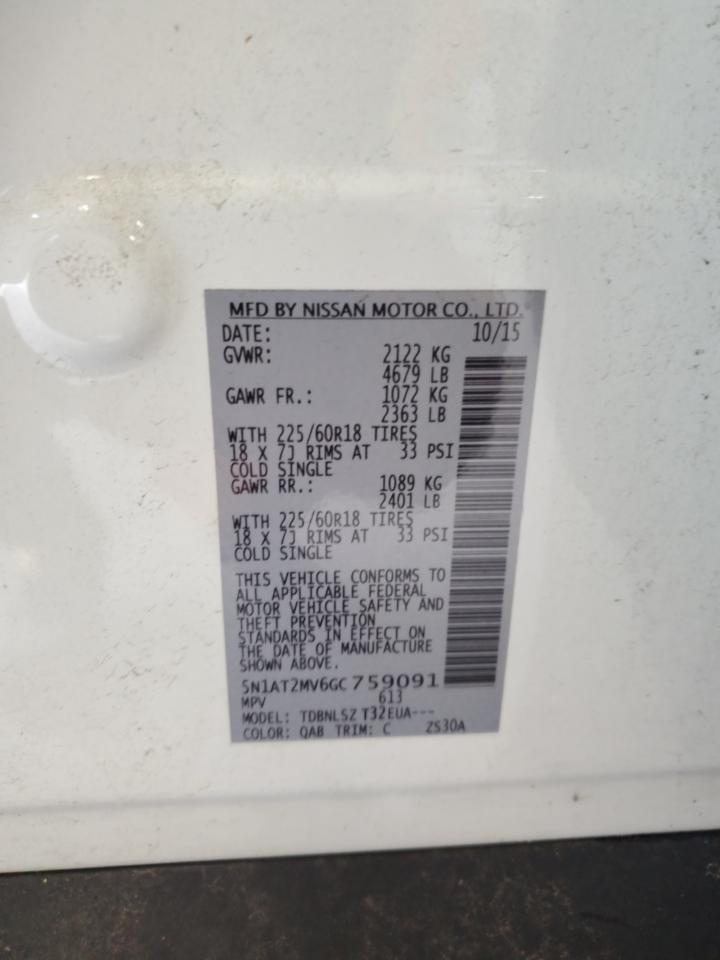 MFD BY NISSAN MOTOR CO., LTD.
DATE: 10/15
GVWR: 2122 KG
4679 LB
GAWR FR.: 1072 KG
2363 LB
WITH 225/60R18 TIRES
18 X 7J RIMS AT 33 PSI
COLD SINGLE
GAWR RR.: 1089 KG
2401 LB
WITH 225/60R18 TIRES
18 X 7J RIMS AT 33 PSI
COLD SINGLE
THIS VEHICLE CONFORMS TO
ALL APPLICABLE FEDERAL
MOTOR VEHICLE SAFETY AND
THEFT PREVENTION
STANDARDS IN EFFECT ON
THE DATE OF MANUFACTURE
SHOWN ABOVE.
5N1AT2MV6GC759091
MPV 613
MODEL: TDBNLSZ T32EUA---
COLOR: QAB TRIM: C ZS30A